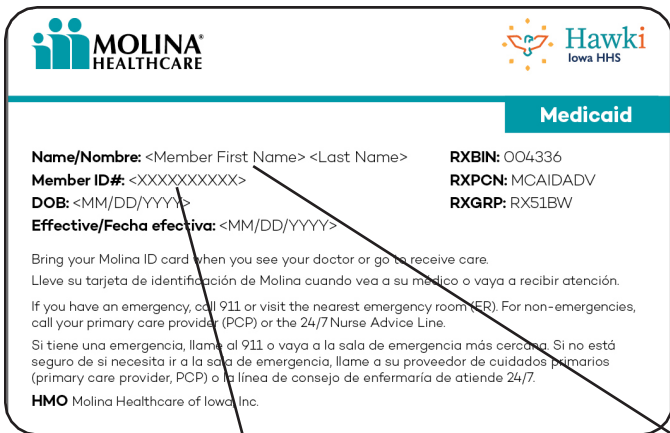 MOLINA®
HEALTHCARE
Hawki
Iowa HHS
Medicaid
Name/Nombre: <Member First Name> <Last Name>
RXBIN: 004336
Member ID#: <XXXXXXXXXX>
RXPCN: MCAIDADV
DOB: <MM/DD/YYYY>
RXGRP: RX51BW
Effective/Fecha efectiva: <MM/DD/YYYY>
Bring your Molina ID card when you see your doctor or go to receive care.
Lleve su tarjeta de identificación de Molina cuando vea a su médico o vaya a recibir atención.
If you have an emergency, call 911 or visit the nearest emergency room (ER). For non-emergencies,
call your primary care provider (PCP) or the 24/7 Nurse Advice Line.
Si tiene una emergencia, llame al 911 o vaya a la sala de emergencia más cercana. Si no está
seguro de si necesita ir a la sala de emergencia, llame a su proveedor de cuidados primarios
(primary care provider, PCP) o la línea de consejo de enfermaría de atiende 24/7.
HMO Molina Healthcare of Iowa, Inc.